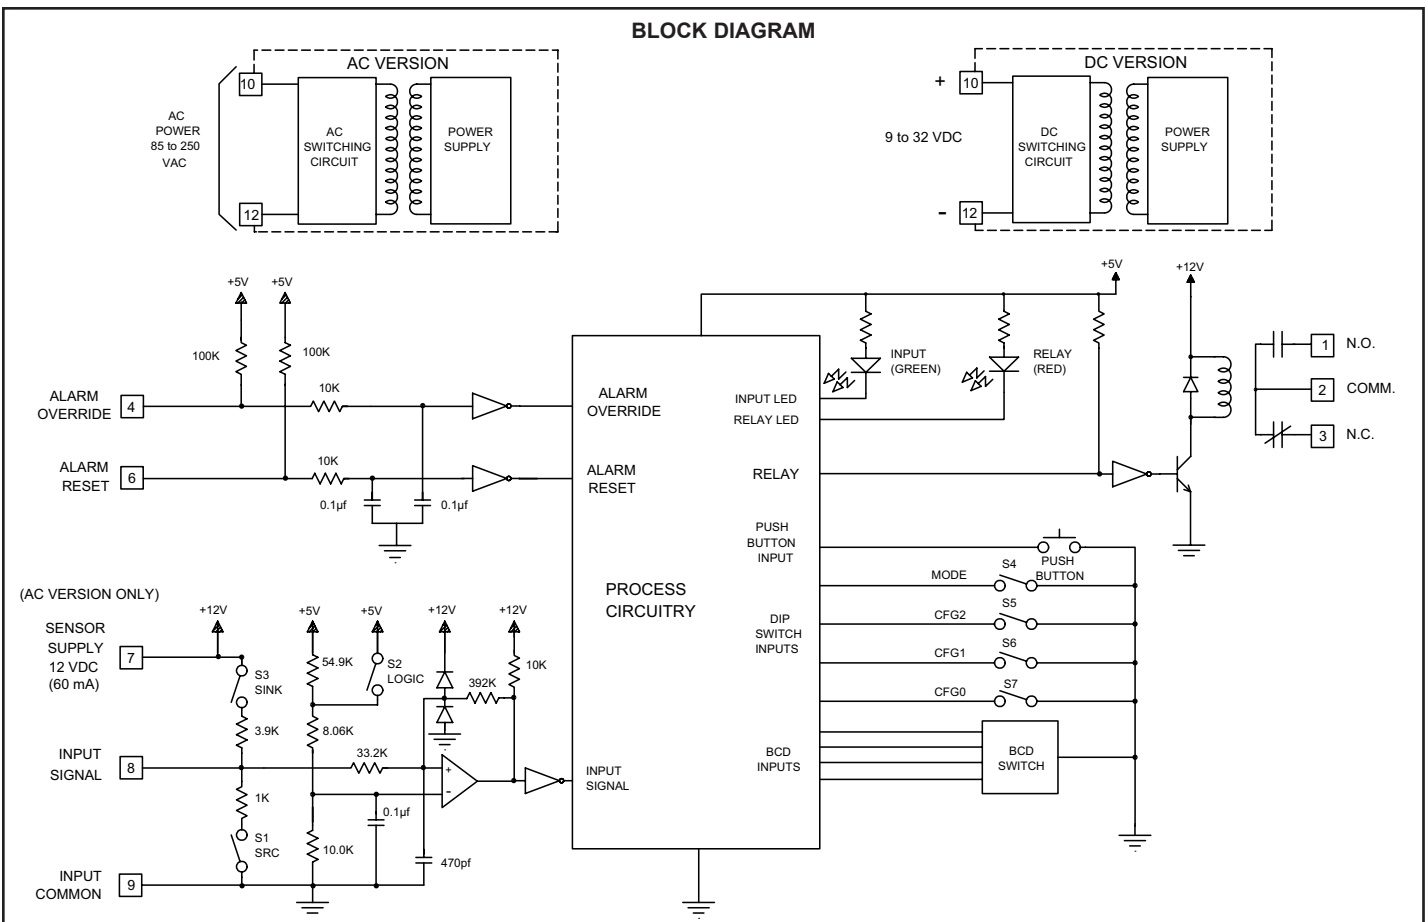 BLOCK DIAGRAM
AC VERSION
10
AC
POWER
85 to 250
VAC
AC
SWITCHING
CIRCUIT
POWER
SUPPLY
12
DC VERSION
+
10
9 to 32 VDC
DC
SWITCHING
CIRCUIT
POWER
SUPPLY
-
12
+5V
+5V
100K
100K
ALARM
OVERRIDE
4
10K
ALARM
OVERRIDE
ALARM
RESET
6
10K
ALARM
RESET
0.1µf
0.1µf
+5V
+12V
INPUT
(GREEN)
RELAY
(RED)
INPUT LED
RELAY LED
RELAY
1
N.O.
2
COMM.
3
N.C.
PUSH
BUTTON
INPUT
PUSH
BUTTON
PROCESS
CIRCUITRY
MODE
S4
DIP
SWITCH
INPUTS
CFG2
S5
CFG1
S6
CFG0
S7
BCD
INPUTS
BCD
SWITCH
(AC VERSION ONLY)
SENSOR
SUPPLY
12 VDC
(60 mA)
7
+12V
+5V
+5V
+12V
+12V
S3
SINK
54.9K
S2
LOGIC
392K
10K
3.9K
8.06K
INPUT
SIGNAL
8
33.2K
+
-
INPUT
SIGNAL
1K
0.1µf
S1
SRC
10.0K
470pf
INPUT
COMMON
9